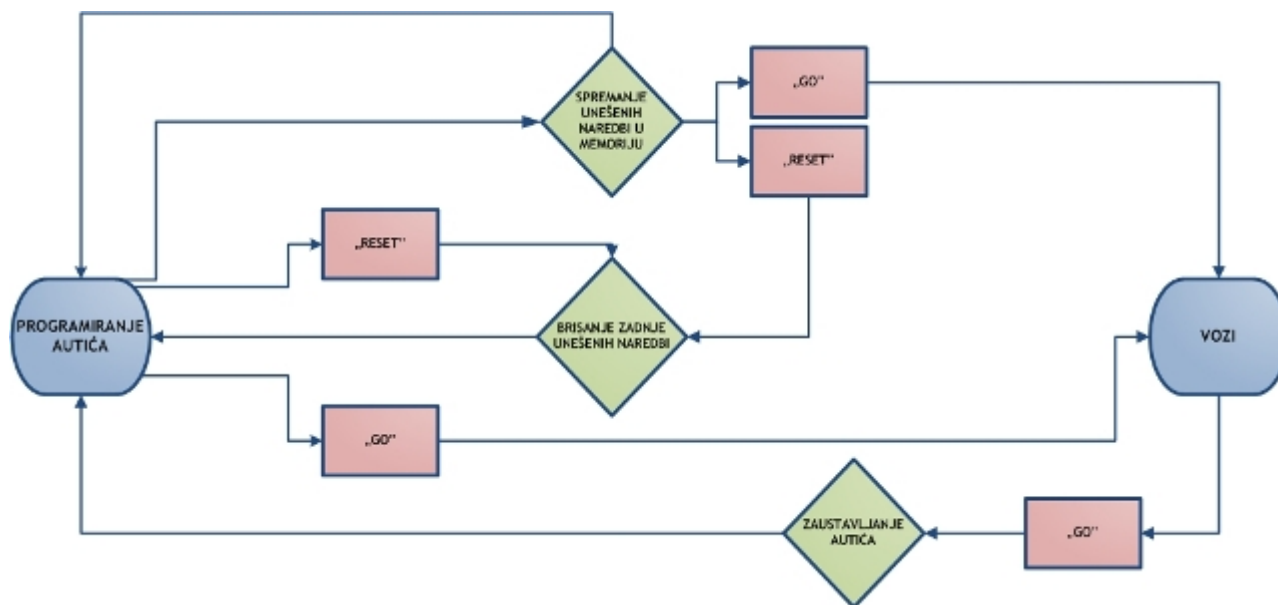 SPREMANJE
UNEŠENIH
NAREDBI U
MEMORIJU
„GO”
„RESET”
„RESET”
PROGRAMIRANJE
AUTIĆA
BRISANJE ZADNJE
UNEŠENIH NAREDBI
VOZI
„GO”
ZAUSTAVLJANJE
AUTIĆA
„GO”